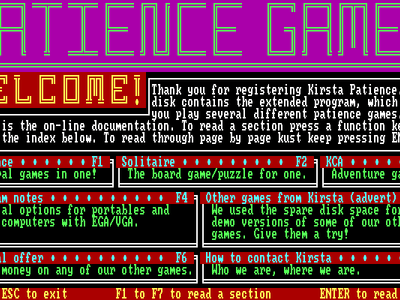 ATIENCE GAME
ELCOME!
Thank you for registering Kirsta Patience.
disk contains the extended program, which
you play several different patience games.
is the on-line documentation. To read a section press a function ke
the index below. To read through page by page kust keep pressing EN
nce • • • • • • F1 Solitaire • • • • • • F2 KCA • • • •
al games in one! The board game/puzzle for one. Adventure ga
am notes • • • • • • • • • • F4 Other games from Kirsta (advert)
al options for portables and We used the spare disk space for
computers with EGA/VGA. demo versions of some of our oth
games. Give them a try!
al offer • • • • • • • • • • F6 How to contact Kirsta • • • • • •
money on any of our other games. Who we are, where we are.
ESC to exit F1 to F7 to read a section ENTER to read